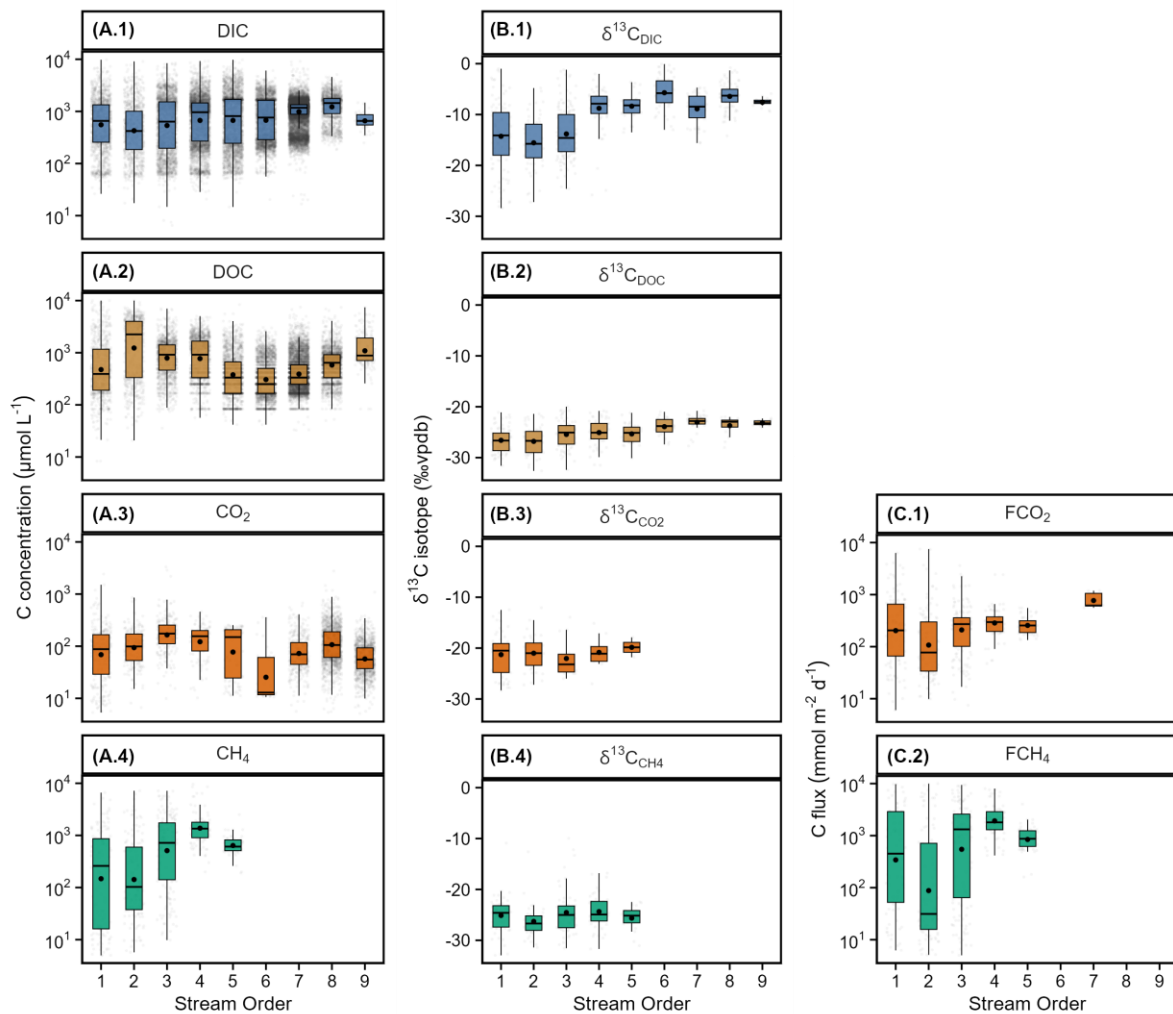 (A.1) DIC
10⁴
10³
10²
10¹
(B.1) δ¹³C_DIC
0
-10
-20
-30
(A.2) DOC
10⁴
10³
10²
10¹
(B.2) δ¹³C_DOC
0
-10
-20
-30
(A.3) CO₂
10⁴
10³
10²
10¹
(B.3) δ¹³C_CO2
0
-10
-20
-30
(C.1) FCO₂
10⁴
10³
10²
10¹
(A.4) CH₄
10⁴
10³
10²
10¹
(B.4) δ¹³C_CH4
0
-10
-20
-30
(C.2) FCH₄
10⁴
10³
10²
10¹
C concentration (µmol L⁻¹)
δ¹³C isotope (‰vpdb)
C flux (mmol m⁻² d⁻¹)
1 2 3 4 5 6 7 8 9
Stream Order
1 2 3 4 5 6 7 8 9
Stream Order
1 2 3 4 5 6 7 8 9
Stream Order